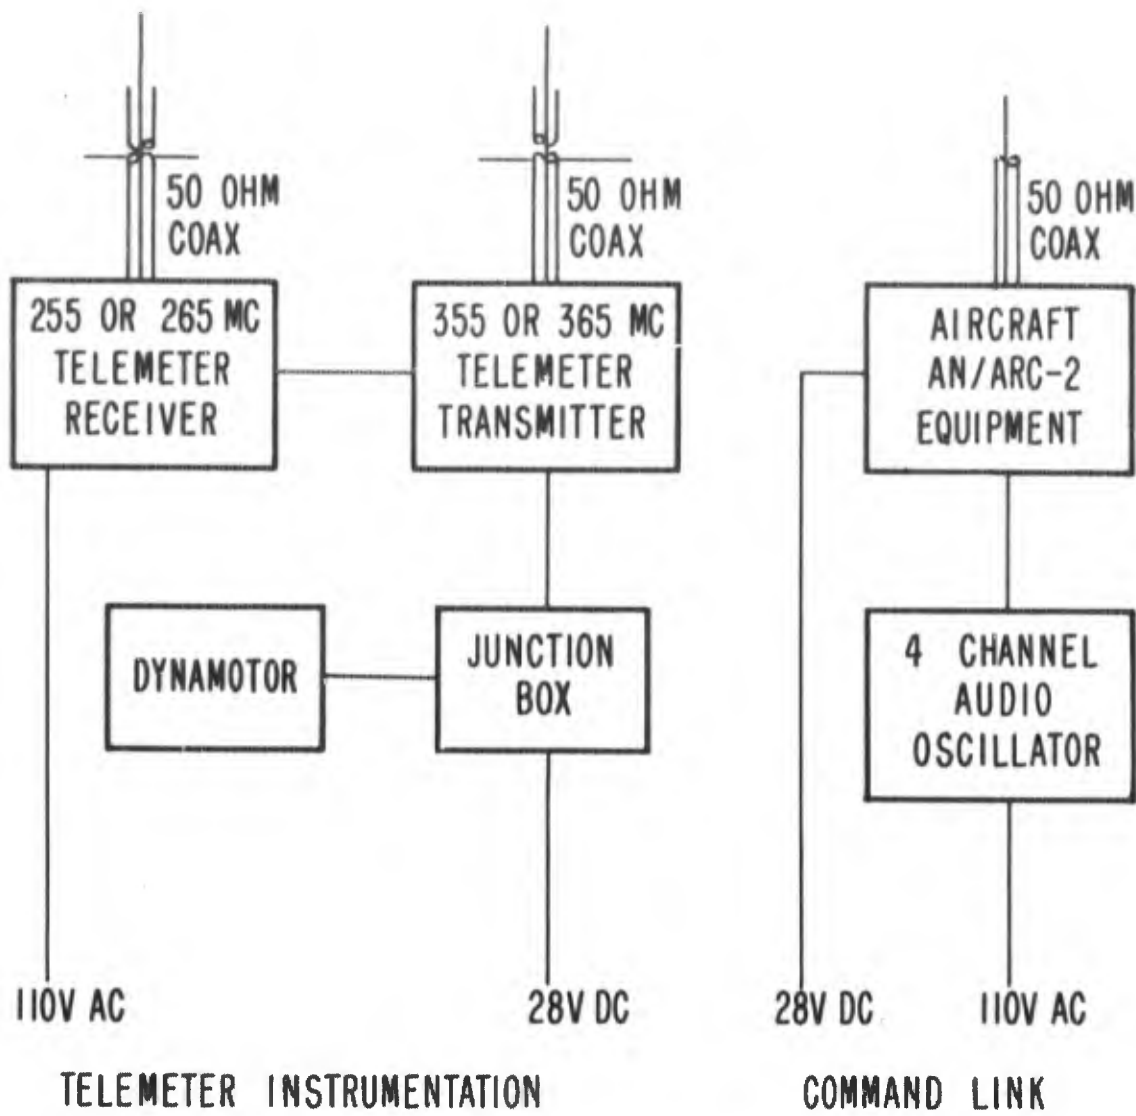 50 OHM
COAX
50 OHM
COAX
50 OHM
COAX
255 OR 265 MC
TELEMETER
RECEIVER
355 OR 365 MC
TELEMETER
TRANSMITTER
AIRCRAFT
AN/ARC-2
EQUIPMENT
DYNAMOTOR
JUNCTION
BOX
4 CHANNEL
AUDIO
OSCILLATOR
110V AC
28V DC
28V DC
110V AC
TELEMETER INSTRUMENTATION
COMMAND LINK